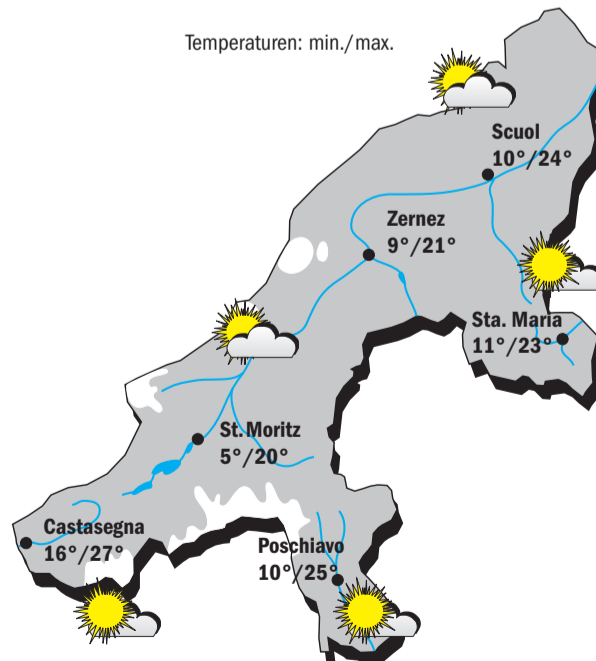 Temperaturen: min./max.
Scuol
10°/24°
Zernez
9°/21°
Sta. Maria
11°/23°
St. Moritz
5°/20°
Castasegna
16°/27°
Poschiavo
10°/25°